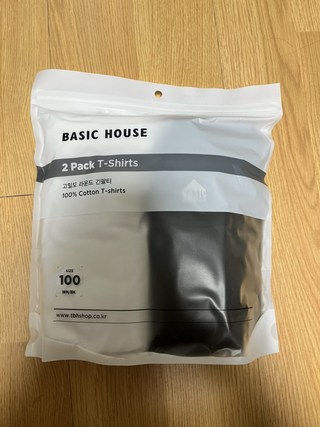 BASIC HOUSE
2 Pack T-Shirts
고밀도 라운드 긴팔티
100% Cotton T-shirts
100
www.tbhshop.co.kr